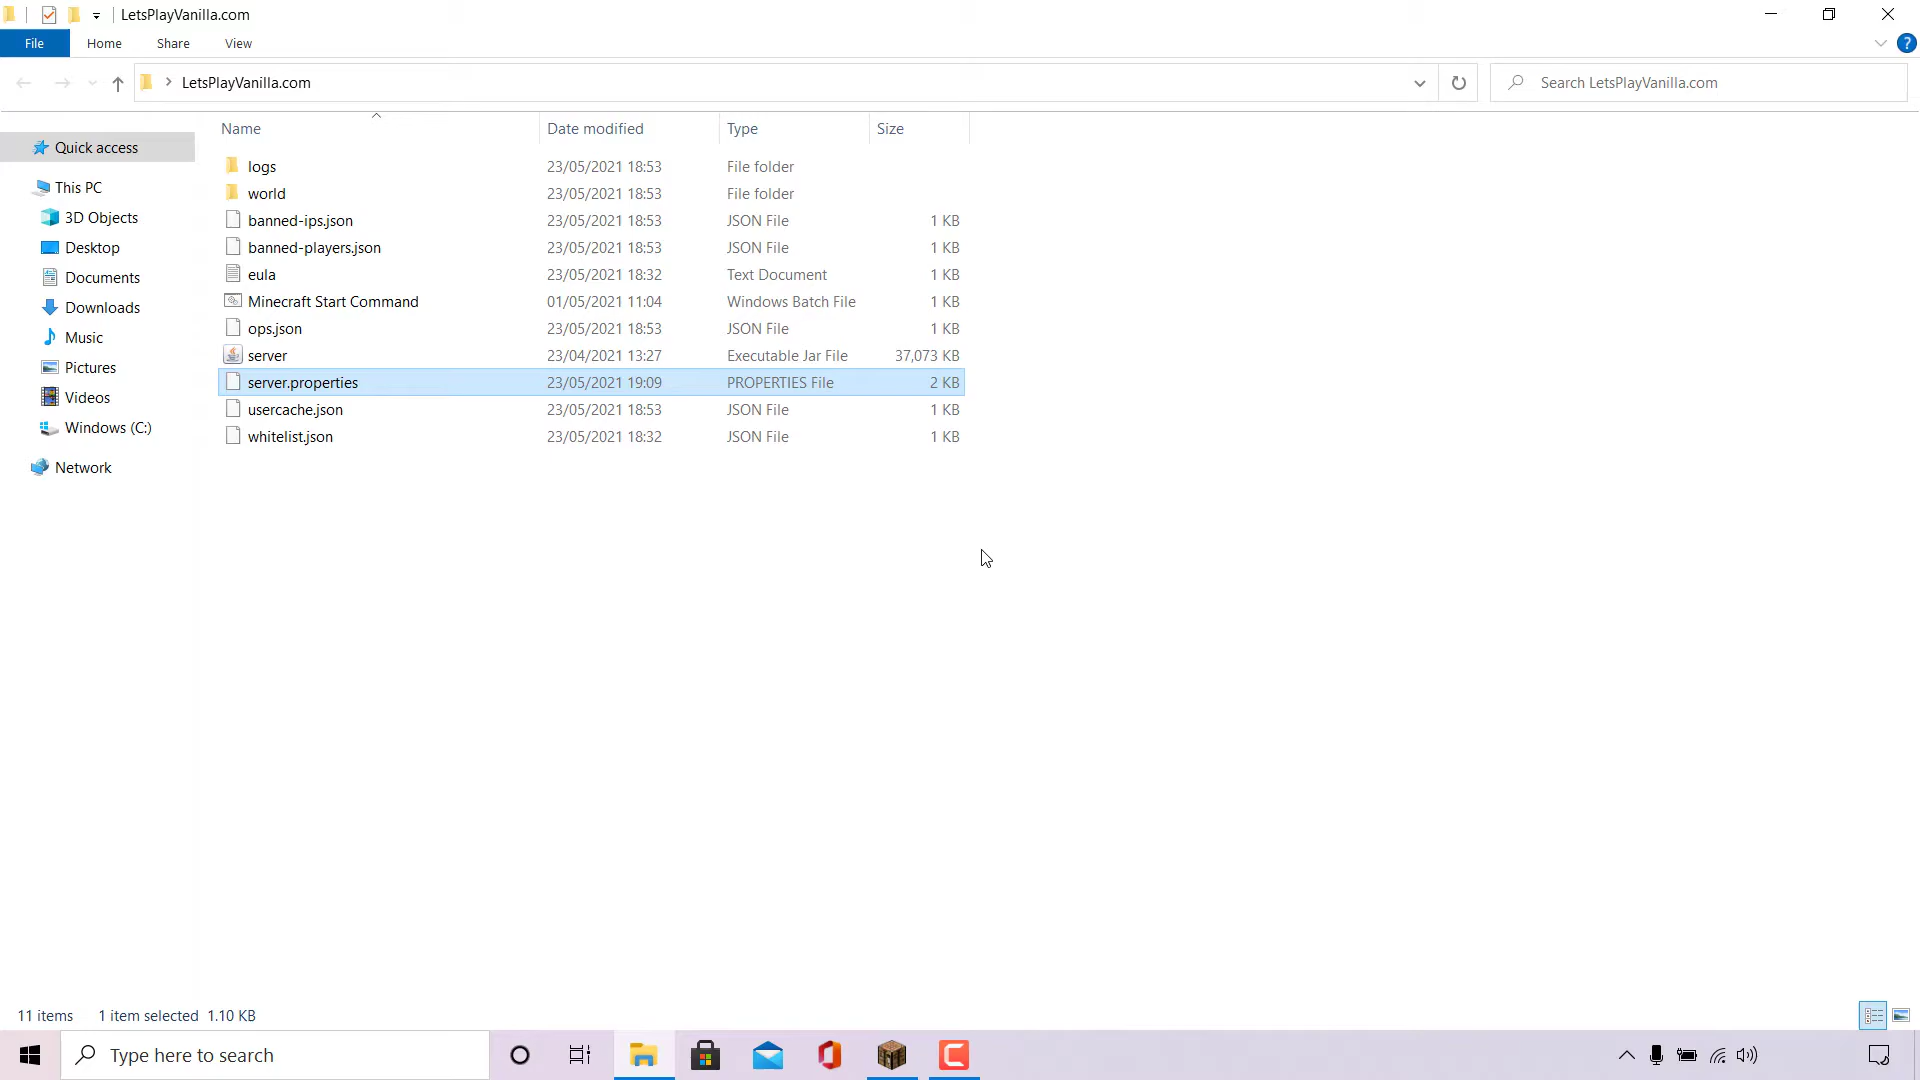 LetsPlayVanilla.com
File Home Share View
LetsPlayVanilla.com Search LetsPlayVanilla.com
Name Date modified Type Size
Quick access
This PC
3D Objects
Desktop
Documents
Downloads
Music
Pictures
Videos
Windows (C:)
Network
logs 23/05/2021 18:53 File folder
world 23/05/2021 18:53 File folder
banned-ips.json 23/05/2021 18:53 JSON File 1 KB
banned-players.json 23/05/2021 18:53 JSON File 1 KB
eula 23/05/2021 18:32 Text Document 1 KB
Minecraft Start Command 01/05/2021 11:04 Windows Batch File 1 KB
ops.json 23/05/2021 18:53 JSON File 1 KB
server 23/04/2021 13:27 Executable Jar File 37,073 KB
server.properties 23/05/2021 19:09 PROPERTIES File 2 KB
usercache.json 23/05/2021 18:53 JSON File 1 KB
whitelist.json 23/05/2021 18:32 JSON File 1 KB
11 items 1 item selected 1.10 KB
Type here to search